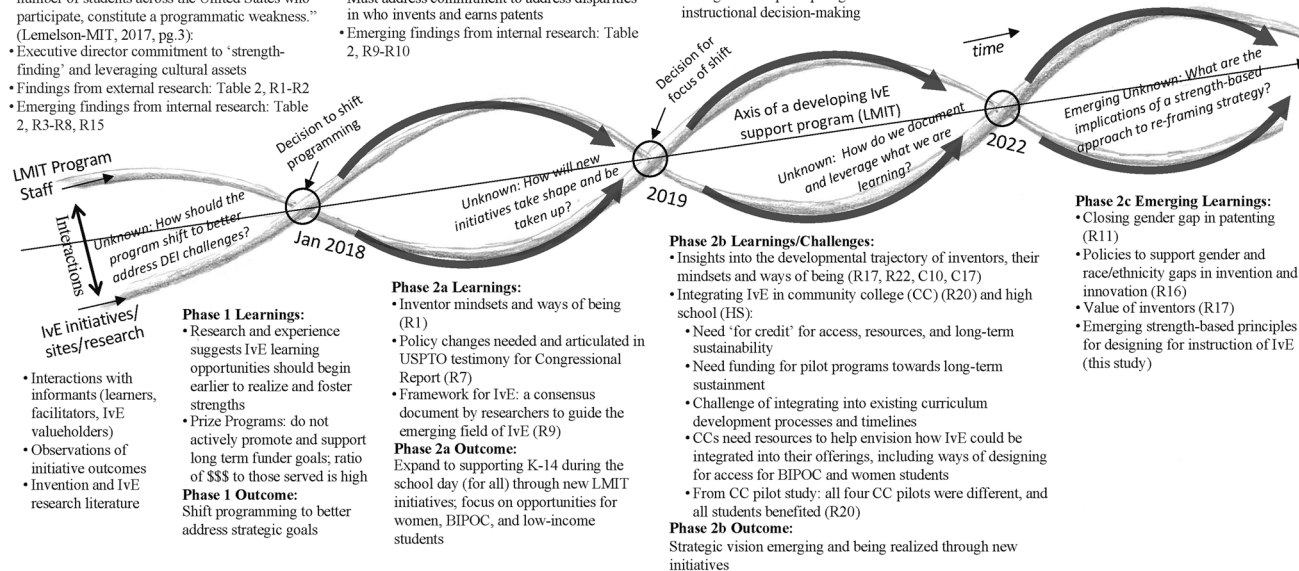 number of students across the United States who
participate, constitute a programmatic weakness.”
(Lemelson-MIT, 2017, pg.3):
• Executive director commitment to ‘strength-
finding’ and leveraging cultural assets
• Findings from external research: Table 2, R1-R2
• Emerging findings from internal research: Table
2, R3-R8, R15
Must address commitment to address disparities
in who invents and earns patents
• Emerging findings from internal research: Table
2, R9-R10
instructional decision-making
time
Decision to shift
programming
Decision for
focus of shift
Axis of a developing IvE
support program (LMIT)
LMIT Program
Staff
Interactions
IvE initiatives/
sites/research
Unknown: How should the
program shift to better
address DEI challenges?
Jan 2018
Unknown: How will new
initiatives take shape and be
taken up?
2019
Unknown: How do we document
and leverage what we are
learning?
2022
Emerging Unknown: What are the
implications of a strength-based
approach to re-framing strategy?
• Interactions with
informants (learners,
facilitators, IvE
valueholders)
• Observations of
initiative outcomes
• Invention and IvE
research literature
Phase 1 Learnings:
• Research and experience
suggests IvE learning
opportunities should begin
earlier to realize and foster
strengths
• Prize Programs: do not
actively promote and support
long term funder goals; ratio
of $$$ to those served is high
Phase 1 Outcome:
Shift programming to better
address strategic goals
Phase 2a Learnings:
• Inventor mindsets and ways of being
(R1)
• Policy changes needed and articulated in
USPTO testimony for Congressional
Report (R7)
• Framework for IvE: a consensus
document by researchers to guide the
emerging field of IvE (R9)
Phase 2a Outcome:
Expand to supporting K-14 during the
school day (for all) through new LMIT
initiatives; focus on opportunities for
women, BIPOC, and low-income
students
Phase 2b Learnings/Challenges:
• Insights into the developmental trajectory of inventors, their
mindsets and ways of being (R17, R22, C10, C17)
• Integrating IvE in community college (CC) (R20) and high
school (HS):
• Need ‘for credit’ for access, resources, and long-term
sustainability
• Need funding for pilot programs towards long-term
sustainment
• Challenge of integrating into existing curriculum
development processes and timelines
• CCs need resources to help envision how IvE could be
integrated into their offerings, including ways of designing
for access for BIPOC and women students
• From CC pilot study: all four CC pilots were different, and
all students benefited (R20)
Phase 2b Outcome:
Strategic vision emerging and being realized through new
initiatives
Phase 2c Emerging Learnings:
• Closing gender gap in patenting
(R11)
• Policies to support gender and
race/ethnicity gaps in invention and
innovation (R16)
• Value of inventors (R17)
• Emerging strength-based principles
for designing for instruction of IvE
(this study)